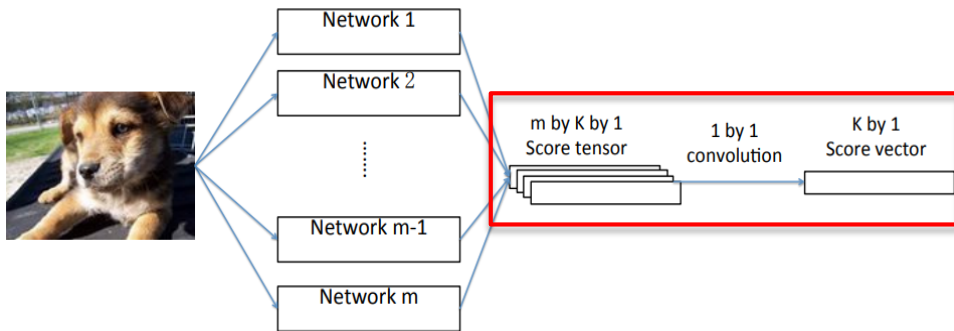 Network 1
Network 2
Network m-1
Network m
m by K by 1
Score tensor
1 by 1
convolution
K by 1
Score vector